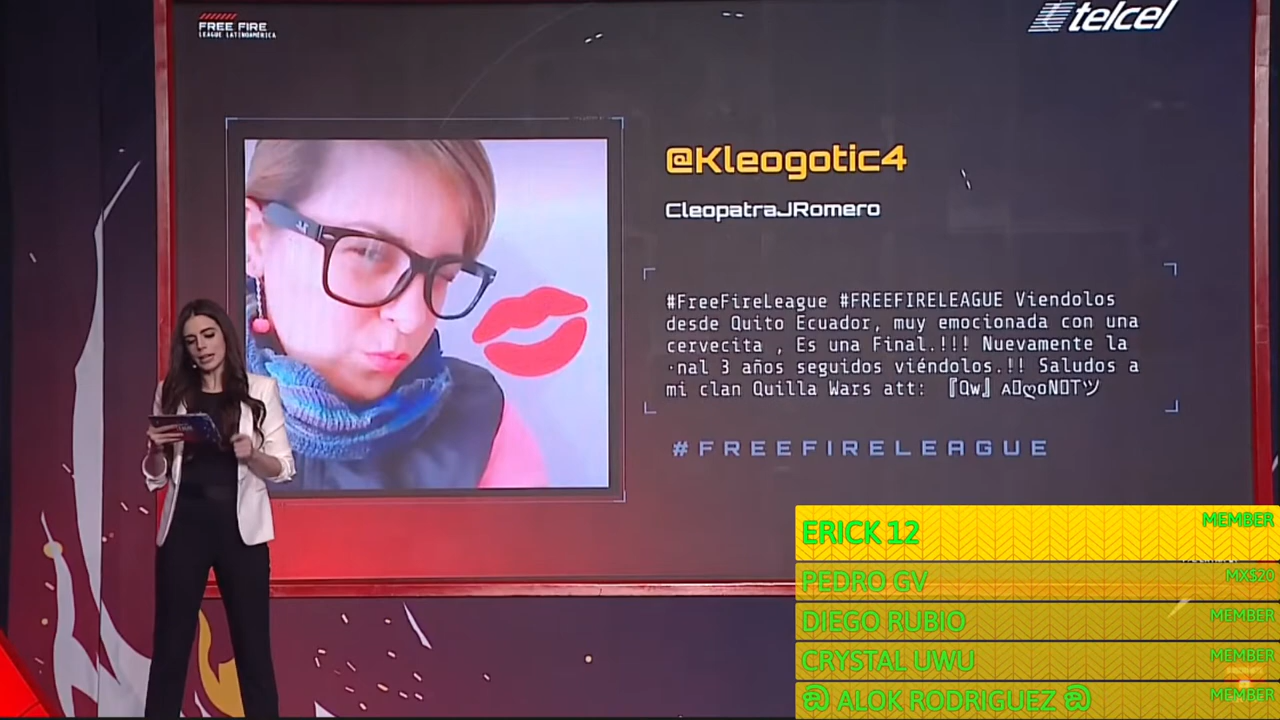 FREE FIRE
LEAGUE LATINOAMÉRICA
telcel
@Kleogotic4
CleopatraJRomero
#FreeFireLeague #FREEFIRELEAGUE Viendolos
desde Quito Ecuador, muy emocionada con una
cervecita , Es una Final.!!! Nuevamente la
·nal 3 años seguidos viéndolos.!! Saludos a
mi clan Quilla Wars att: 『Qw』
#FREEFIRELEAGUE
ERICK 12 MEMBER
PEDRO GV MX$20
DIEGO RUBIO MEMBER
CRYSTAL UWU MEMBER
ALOK RODRIGUEZ MEMBER